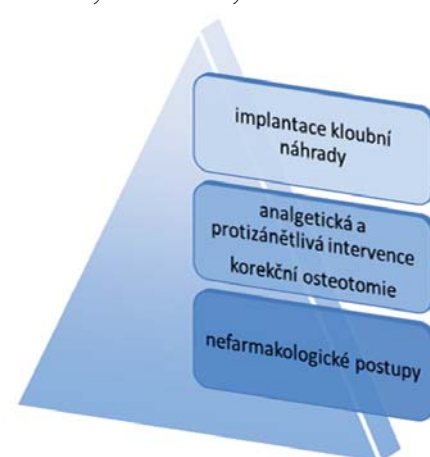 implantace kloubní
náhrady
analgetická a
protizánětlivá intervence
korekční osteotomie
nefarmakologické postupy